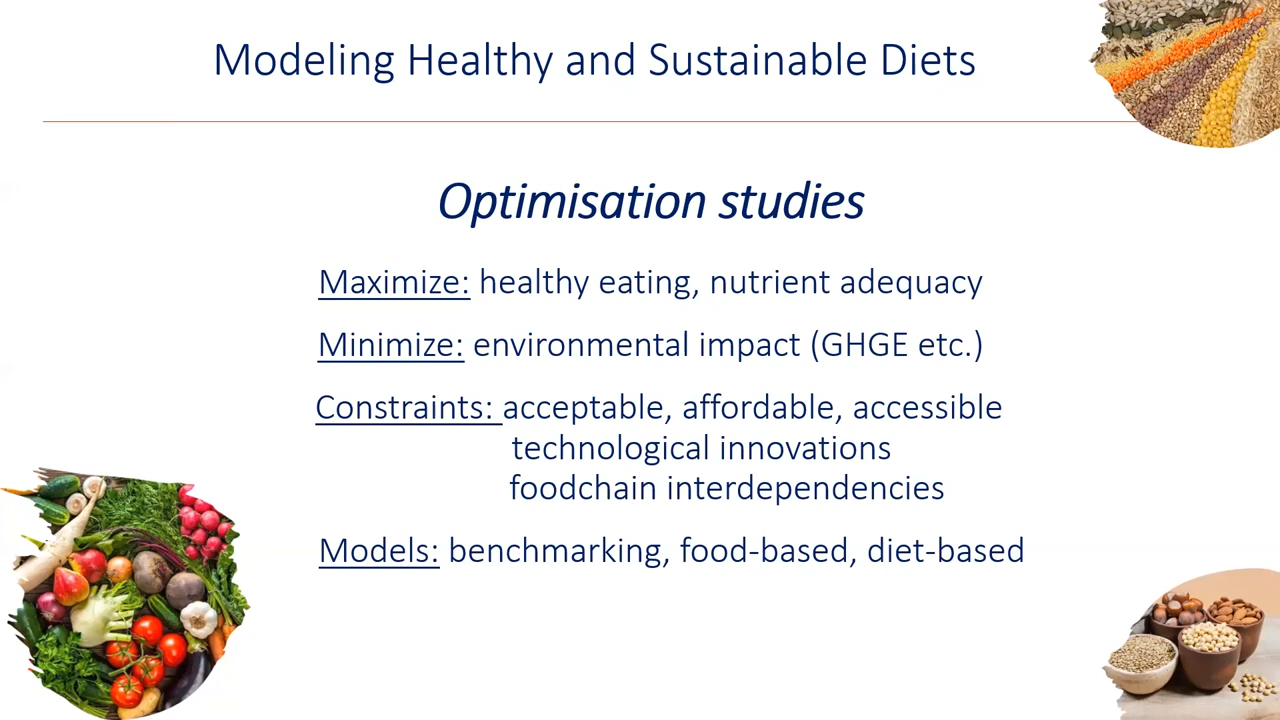 Modeling Healthy and Sustainable Diets
Optimisation studies
Maximize: healthy eating, nutrient adequacy
Minimize: environmental impact (GHGE etc.)
Constraints: acceptable, affordable, accessible
technological innovations
foodchain interdependencies
Models: benchmarking, food-based, diet-based